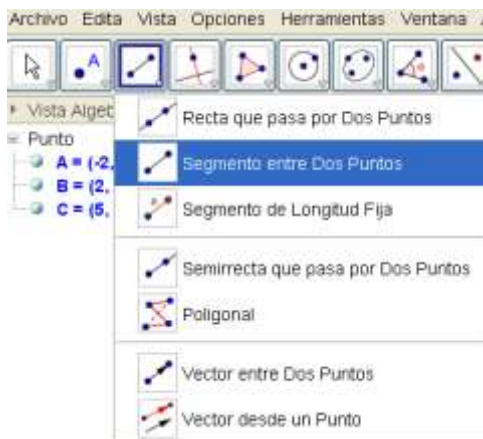 Archivo Edita Vista Opciones Herramientas Ventana
A
Vista Algeb
Punto
A = (-2,
B = (2,
C = (5,
Recta que pasa por Dos Puntos
Segmento entre Dos Puntos
Segmento de Longitud Fija
Semirrecta que pasa por Dos Puntos
Poligonal
Vector entre Dos Puntos
Vector desde un Punto